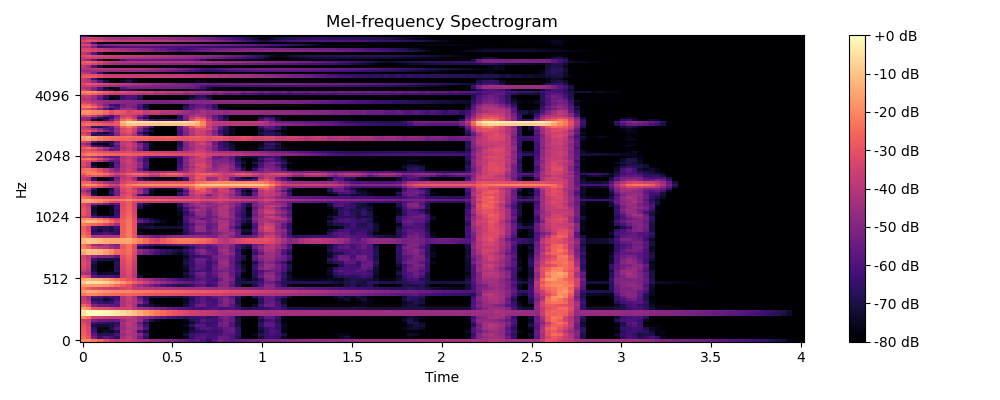 Mel-frequency Spectrogram
Hz
4096
2048
1024
512
0
0 0.5 1 1.5 2 2.5 3 3.5 4
Time
+0 dB
-10 dB
-20 dB
-30 dB
-40 dB
-50 dB
-60 dB
-70 dB
-80 dB